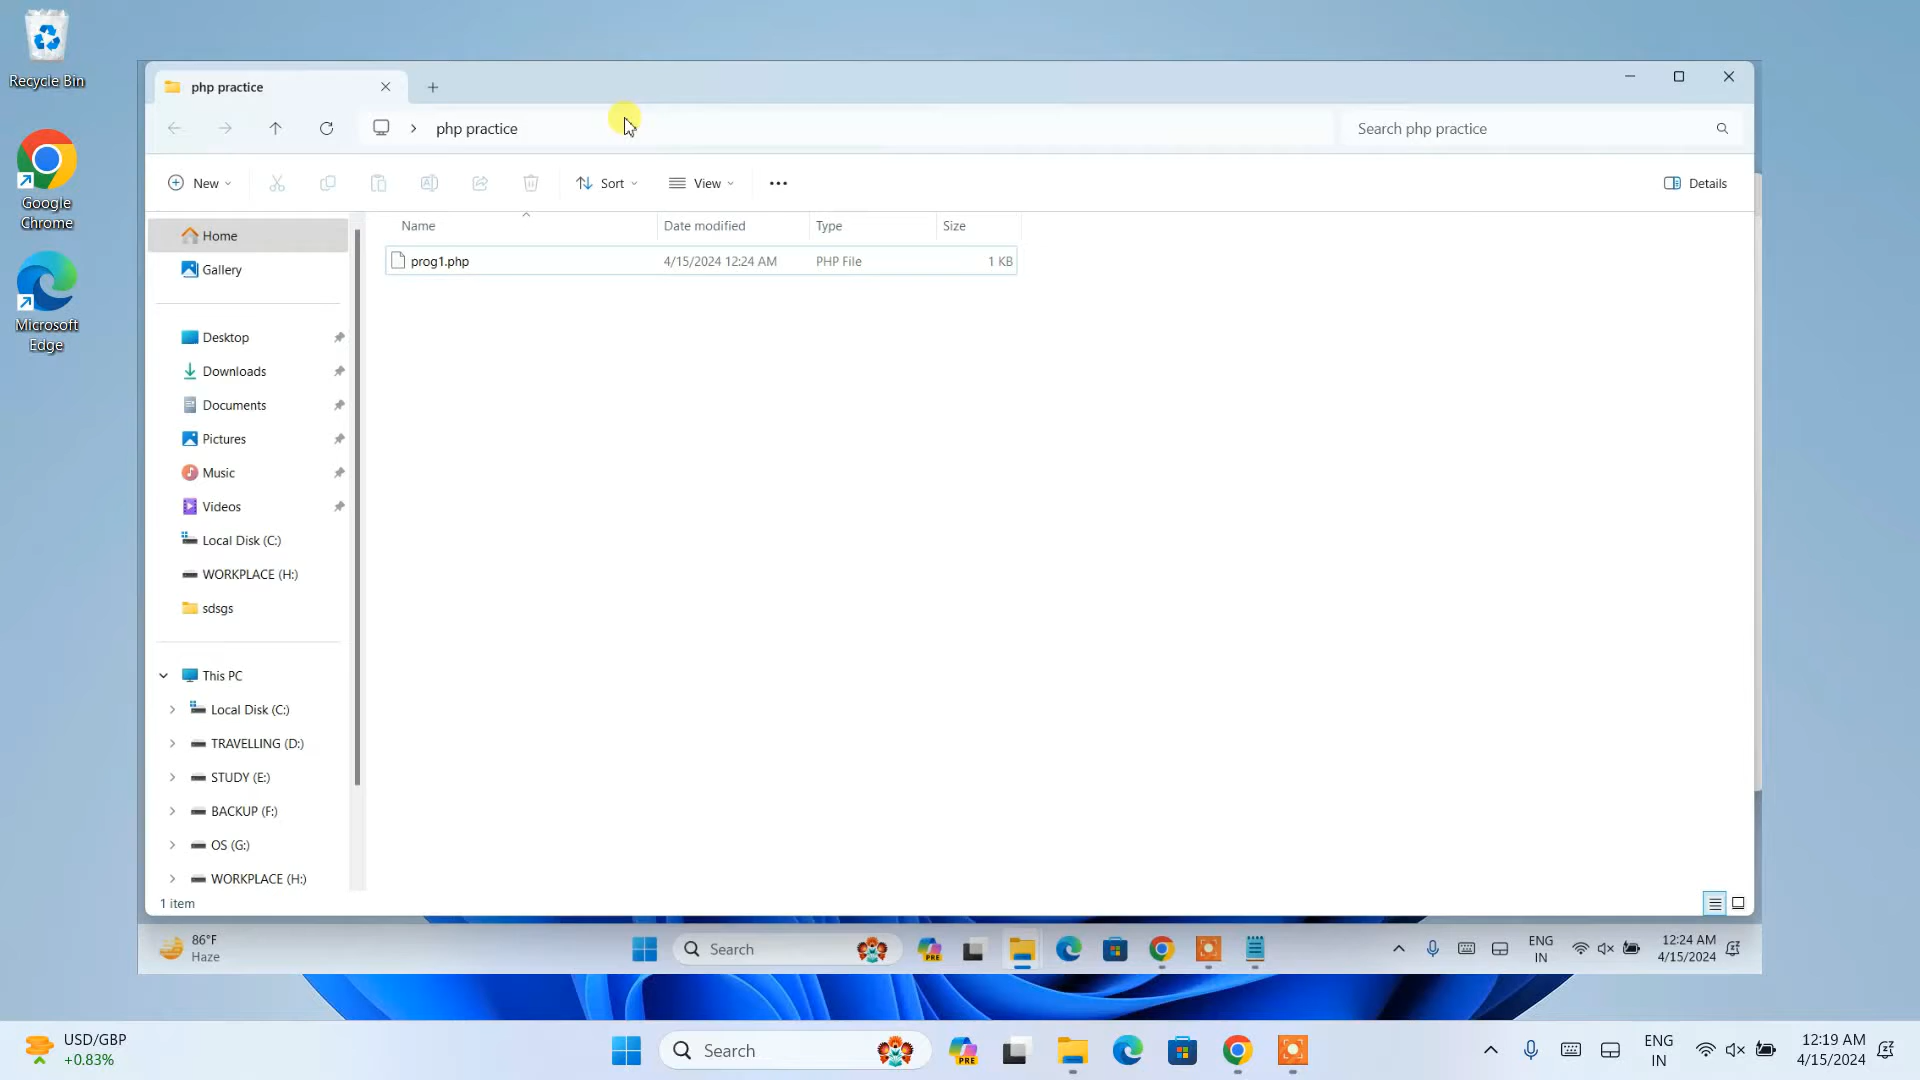 Recycle Bin
Google
Chrome
Microsoft
Edge
php practice
php practice
Search php practice
New
Sort
View
Details
Name
Date modified
Type
Size
prog1.php
4/15/2024 12:24 AM
PHP File
1 KB
Home
Gallery
Desktop
Downloads
Documents
Pictures
Music
Videos
Local Disk (C:)
WORKPLACE (H:)
sdsgs
This PC
Local Disk (C:)
TRAVELLING (D:)
STUDY (E:)
BACKUP (F:)
OS (G:)
WORKPLACE (H:)
1 item
86°F
Haze
Search
PRE
ENG
IN
12:24 AM
4/15/2024
USD/GBP
+0.83%
Search
PRE
ENG
IN
12:19 AM
4/15/2024